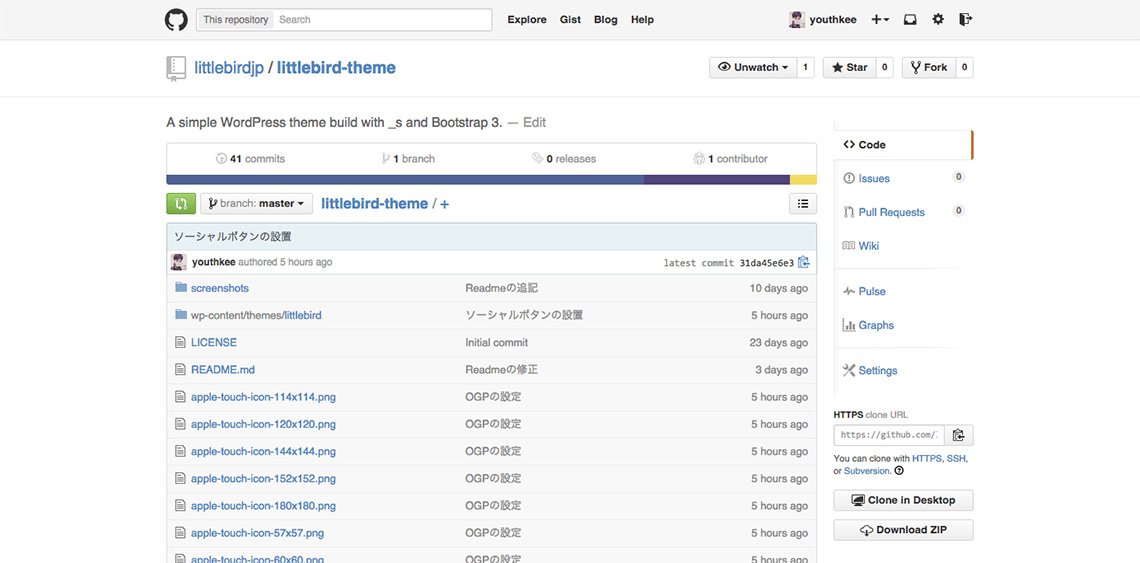 This repository Search Explore Gist Blog Help youthkee
littlebirdjp / littlebird-theme Unwatch 1 Star 0 Fork 0
A simple WordPress theme build with _s and Bootstrap 3. — Edit
41 commits 1 branch 0 releases 1 contributor
branch: master littlebird-theme / +
ソーシャルボタンの設置
youthkee authored 5 hours ago latest commit 31da45e6e3
screenshots Readmeの追記 10 days ago
wp-content/themes/littlebird ソーシャルボタンの設置 5 hours ago
LICENSE Initial commit 23 days ago
README.md Readmeの修正 3 days ago
apple-touch-icon-114x114.png OGPの設定 5 hours ago
apple-touch-icon-120x120.png OGPの設定 5 hours ago
apple-touch-icon-144x144.png OGPの設定 5 hours ago
apple-touch-icon-152x152.png OGPの設定 5 hours ago
apple-touch-icon-180x180.png OGPの設定 5 hours ago
apple-touch-icon-57x57.png OGPの設定 5 hours ago
apple-touch-icon-60x60.png OGPの設定 5 hours ago
Code
Issues 0
Pull Requests 0
Wiki
Pulse
Graphs
Settings
HTTPS clone URL
https://github.com/
You can clone with HTTPS, SSH,
or Subversion.
Clone in Desktop
Download ZIP